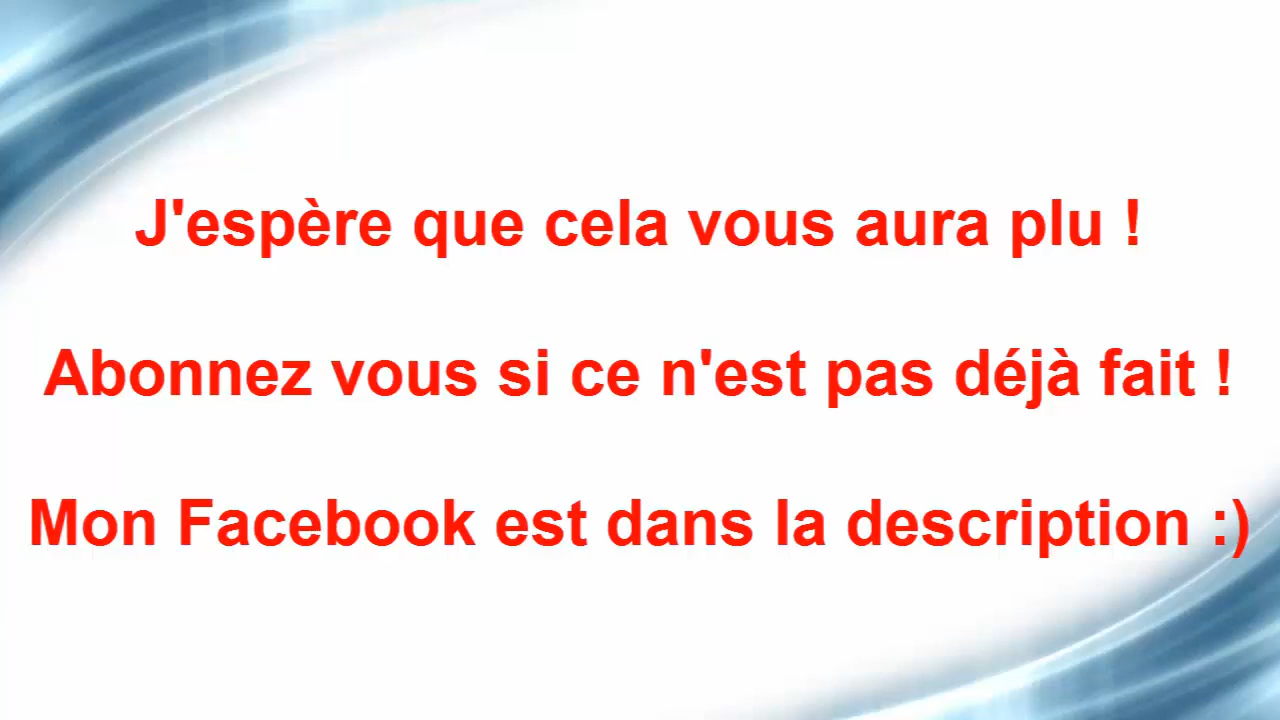 J'espère que cela vous aura plu !
Abonnez vous si ce n'est pas déjà fait !
Mon Facebook est dans la description :)